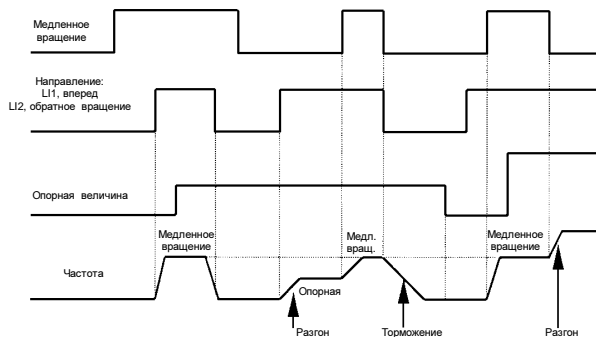 Медленное
вращение
Направление:
LI1, вперед
LI2, обратное вращение
Опорная величина
Медленное
вращение
Медл.
вращ.
Медленное
вращение
Частота
Опорная
Разгон
Торможение
Разгон